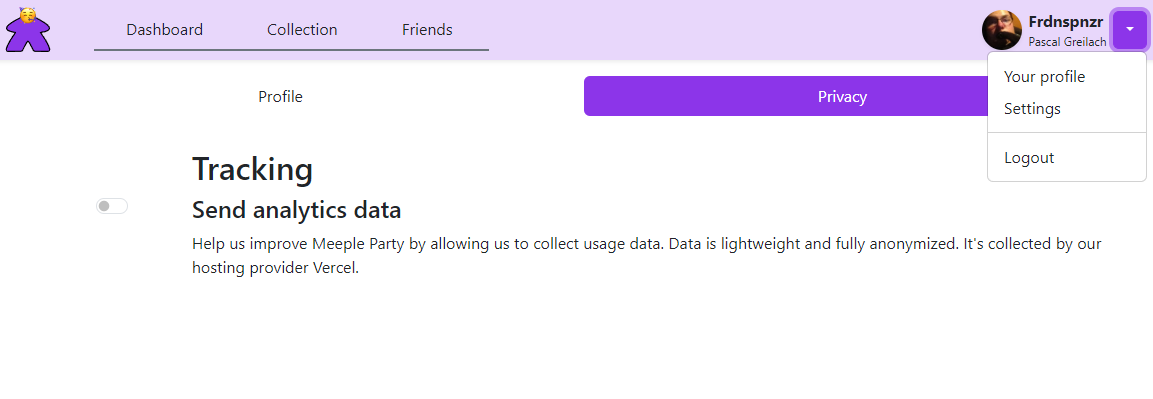 Dashboard
Collection
Friends
Frdnspnzr
Pascal Greilach
Your profile
Settings
Logout
Profile
Privacy
Tracking
Send analytics data
Help us improve Meeple Party by allowing us to collect usage data. Data is lightweight and fully anonymized. It's collected by our
hosting provider Vercel.